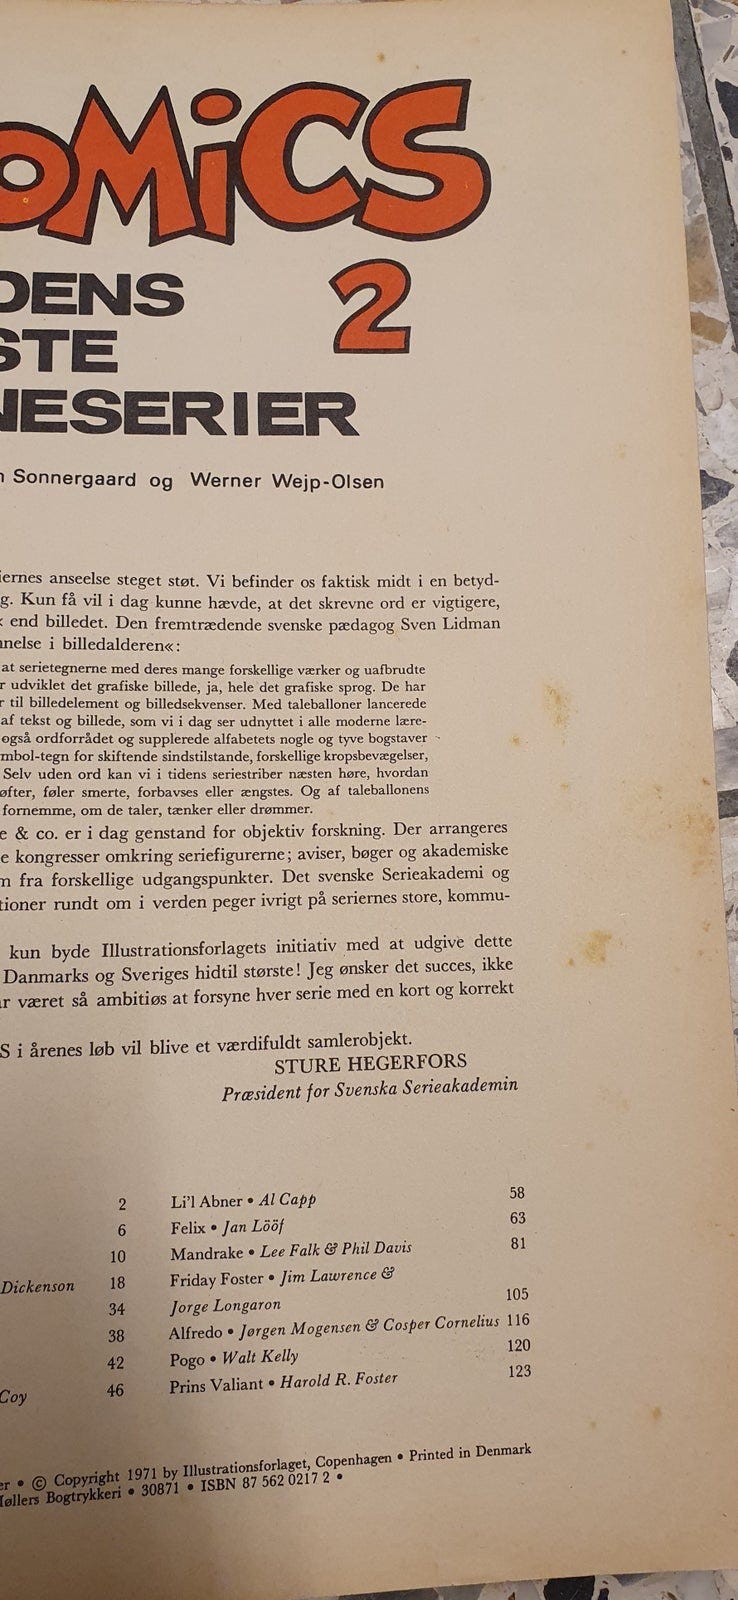 OMiCS
DENS
STE
NESERIER
2
n Sonnergaard og Werner Wejp-Olsen
iernes anseelse steget støt. Vi befinder os faktisk midt i en betyd-
g. Kun få vil i dag kunne hævde, at det skrevne ord er vigtigere,
end billedet. Den fremtrædende svenske pædagog Sven Lidman
nnelse i billedalderen«:
at serietegnerne med deres mange forskellige værker og uafbrudte
r udviklet det grafiske billede, ja, hele det grafiske sprog. De har
r til billedelement og billedsekvenser. Med taleballoner lancerede
af tekst og billede, som vi i dag ser udnyttet i alle moderne lære-
også ordforrådet og supplerede alfabetets nogle og tyve bogstaver
mbol-tegn for skiftende sindstilstande, forskellige kropsbevægelser,
Selv uden ord kan vi i tidens seriestriber næsten høre, hvordan
øfter, føler smerte, forbavses eller ængstes. Og af taleballonens
fornemme, om de taler, tænker eller drømmer.
e & co. er i dag genstand for objektiv forskning. Der arrangeres
e kongresser omkring seriefigurerne; aviser, bøger og akademiske
m fra forskellige udgangspunkter. Det svenske Serieakademi og
tioner rundt om i verden peger ivrigt på seriernes store, kommu-
kun byde Illustrationsforlagets initiativ med at udgive dette
Danmarks og Sveriges hidtil største! Jeg ønsker det succes, ikke
ar været så ambitiøs at forsyne hver serie med en kort og korrekt
S i årenes løb vil blive et værdifuldt samlerobjekt.
STURE HEGERFORS
Præsident for Svenska Serieakademin
2
6
10
Dickenson 18
34
38
42
Coy 46
Li'l Abner • Al Capp 58
Felix • Jan Lööf 63
Mandrake • Lee Falk & Phil Davis 81
Friday Foster • Jim Lawrence &
Jorge Longaron 105
Alfredo • Jørgen Mogensen & Cosper Cornelius 116
Pogo • Walt Kelly 120
Prins Valiant • Harold R. Foster 123
er • © Copyright 1971 by Illustrationsforlaget, Copenhagen • Printed in Denmark
Møllers Bogtrykkeri • 30871 • ISBN 87 562 0217 2 •